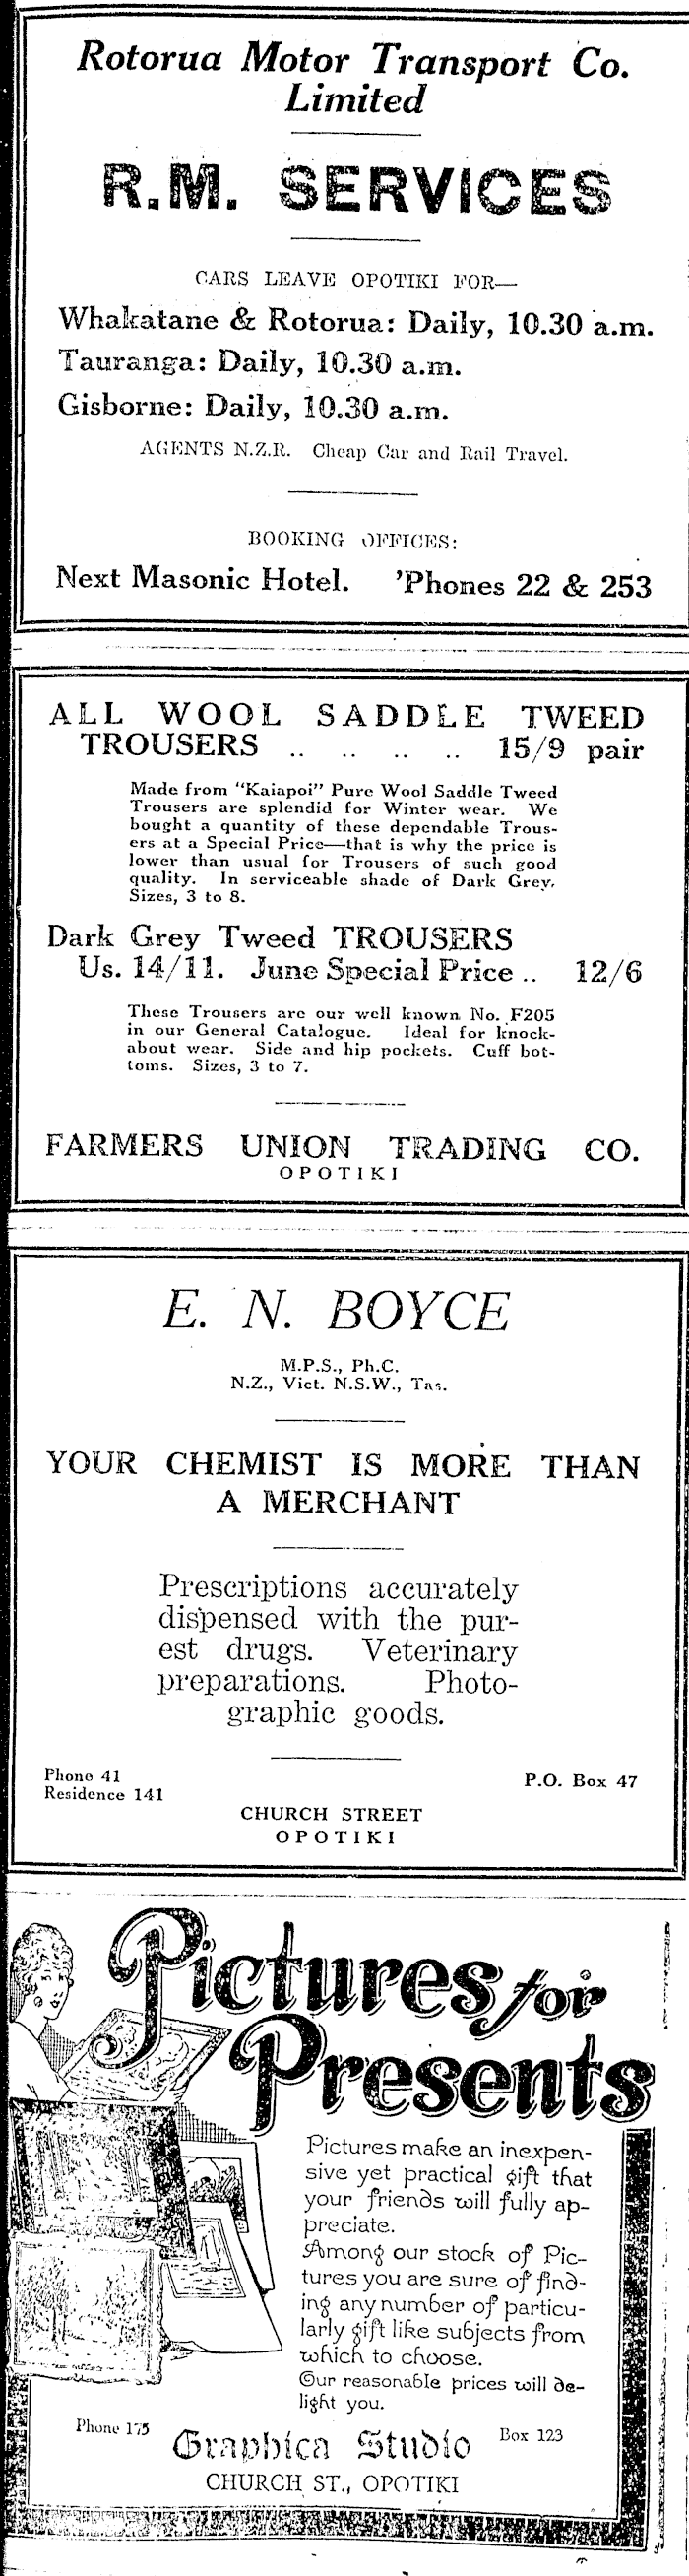 Rotorua Motor Transport Co.
Limited
R.M. SERVICES
CARS LEAVE OPOTIKI FOR—
Whakatane & Rotorua: Daily, 10.30 a.m.
Tauranga: Daily, 10.30 a.m.
Gisborne: Daily, 10.30 a.m.
AGENTS N.Z.R. Cheap Car and Rail Travel.
BOOKING OFFICES:
Next Masonic Hotel. 'Phones 22 & 253
ALL WOOL SADDLE TWEED
TROUSERS .. .. .. .. 15/9 pair
Made from "Kaiapoi" Pure Wool Saddle Tweed
Trousers are splendid for Winter wear. We
bought a quantity of these dependable Trous-
ers at a Special Price—that is why the price is
lower than usual for Trousers of such good
quality. In serviceable shade of Dark Grey.
Sizes, 3 to 8.
Dark Grey Tweed TROUSERS
Us. 14/11. June Special Price .. 12/6
These Trousers are our well known No. F205
in our General Catalogue. Ideal for knock-
about wear. Side and hip pockets. Cuff bot-
toms. Sizes, 3 to 7.
FARMERS UNION TRADING CO.
OPOTIKI
E. N. BOYCE
M.P.S., Ph.C.
N.Z., Vict. N.S.W., Tas.
YOUR CHEMIST IS MORE THAN
A MERCHANT
Prescriptions accurately
dispensed with the pur-
est drugs. Veterinary
preparations. Photo-
graphic goods.
Phone 41
Residence 141
P.O. Box 47
CHURCH STREET
OPOTIKI
Pictures for
Presents
Pictures make an inexpen-
sive yet practical gift that
your friends will fully ap-
preciate.
Among our stock of Pic-
tures you are sure of find-
ing any number of particu-
larly gift like subjects from
which to choose.
Our reasonable prices will de-
light you.
Phone 175 Graphica Studio Box 123
CHURCH ST., OPOTIKI